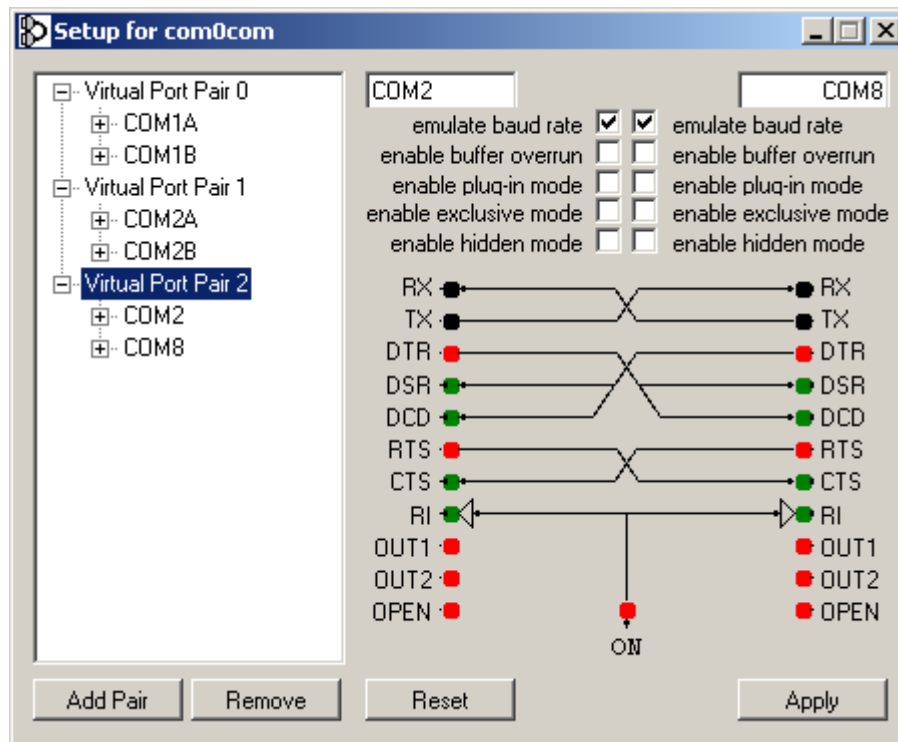 Setup for com0com
Virtual Port Pair 0
COM1A
COM1B
Virtual Port Pair 1
COM2A
COM2B
Virtual Port Pair 2
COM2
COM8
COM2 COM8
emulate baud rate emulate baud rate
enable buffer overrun enable buffer overrun
enable plug-in mode enable plug-in mode
enable exclusive mode enable exclusive mode
enable hidden mode enable hidden mode
RX RX
TX TX
DTR DTR
DSR DSR
DCD DCD
RTS RTS
CTS CTS
RI RI
OUT1 OUT1
OUT2 OUT2
OPEN OPEN
ON
Add Pair Remove Reset Apply